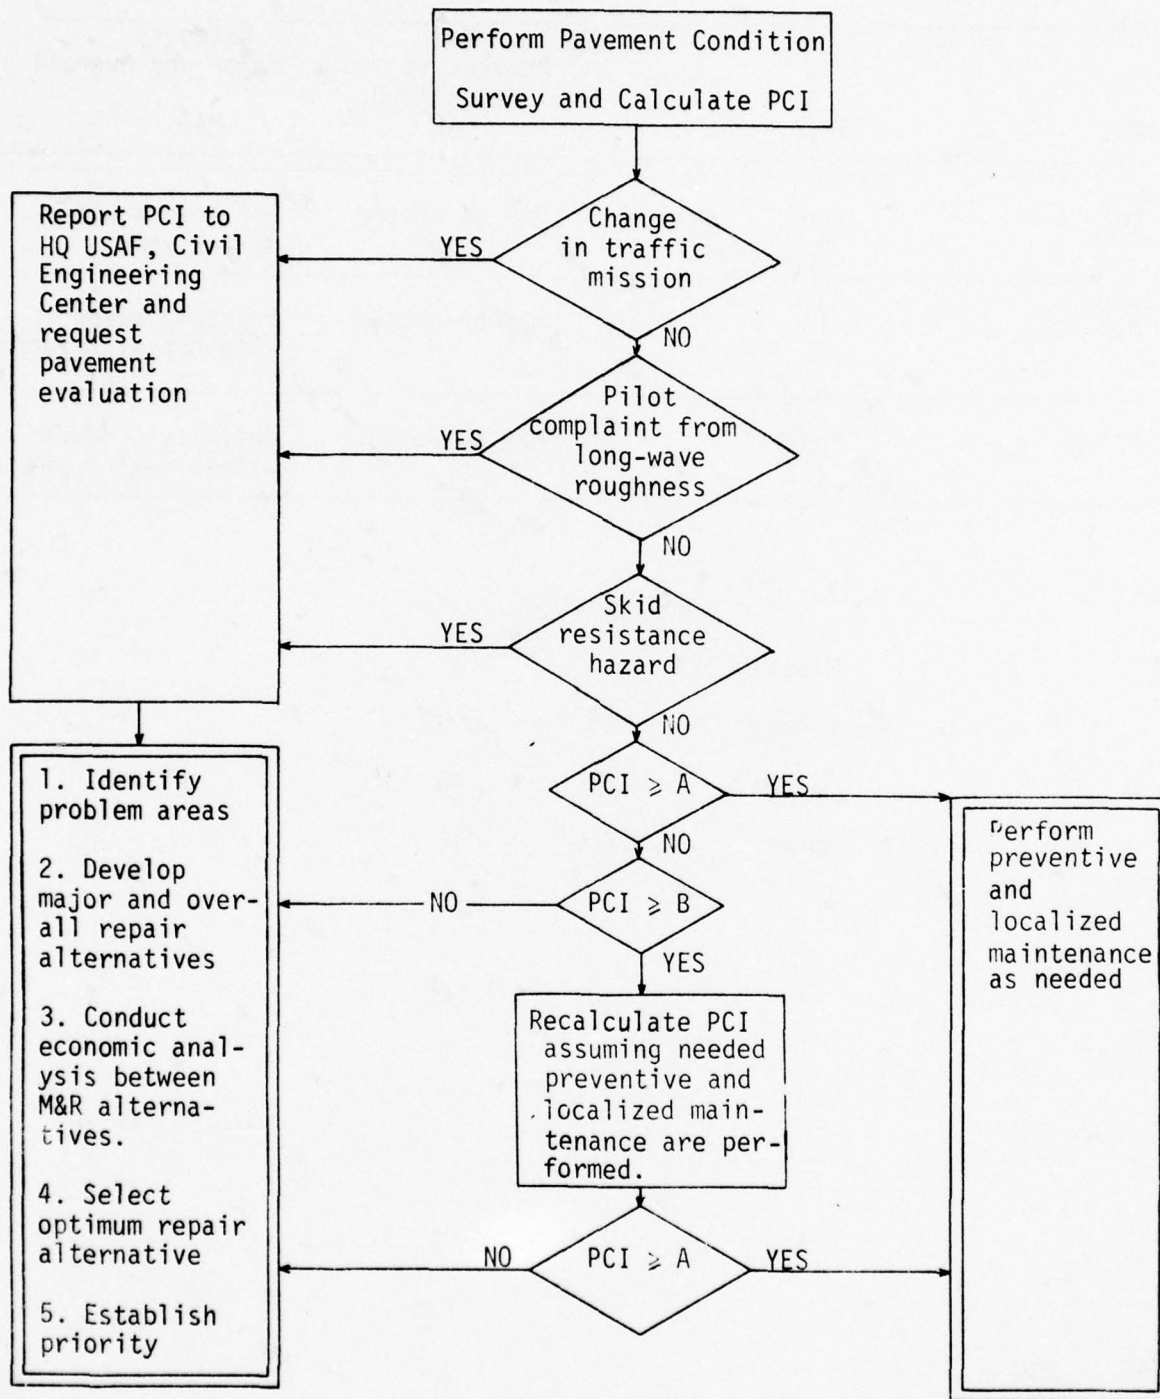 Perform Pavement Condition
Survey and Calculate PCI
Change
in traffic
mission
YES
NO
Report PCI to
HQ USAF, Civil
Engineering
Center and
request
pavement
evaluation
Pilot
complaint from
long-wave
roughness
YES
NO
Skid
resistance
hazard
YES
NO
PCI ⩾ A
YES
NO
PCI ⩾ B
NO
YES
Recalculate PCI
assuming needed
preventive and
localized main-
tenance are per-
formed.
PCI ⩾ A
NO
YES
1. Identify
problem areas
2. Develop
major and over-
all repair
alternatives
3. Conduct
economic anal-
ysis between
M&R alterna-
tives.
4. Select
optimum repair
alternative
5. Establish
priority
Perform
preventive
and
localized
maintenance
as needed